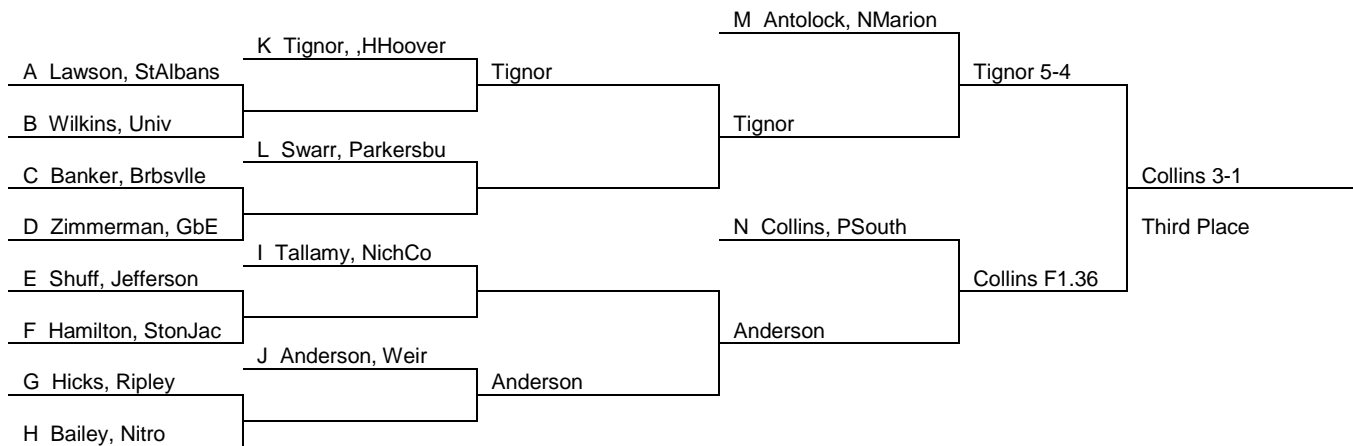 M Antolock, NMarion
K Tignor, ,HHoover
A Lawson, StAlbans
Tignor
Tignor 5-4
B Wilkins, Univ
Tignor
L Swarr, Parkersbu
C Banker, Brbsvlle
Collins 3-1
D Zimmerman, GbE
N Collins, PSouth
Third Place
I Tallamy, NichCo
E Shuff, Jefferson
Collins F1.36
F Hamilton, StonJac
Anderson
J Anderson, Weir
G Hicks, Ripley
Anderson
H Bailey, Nitro